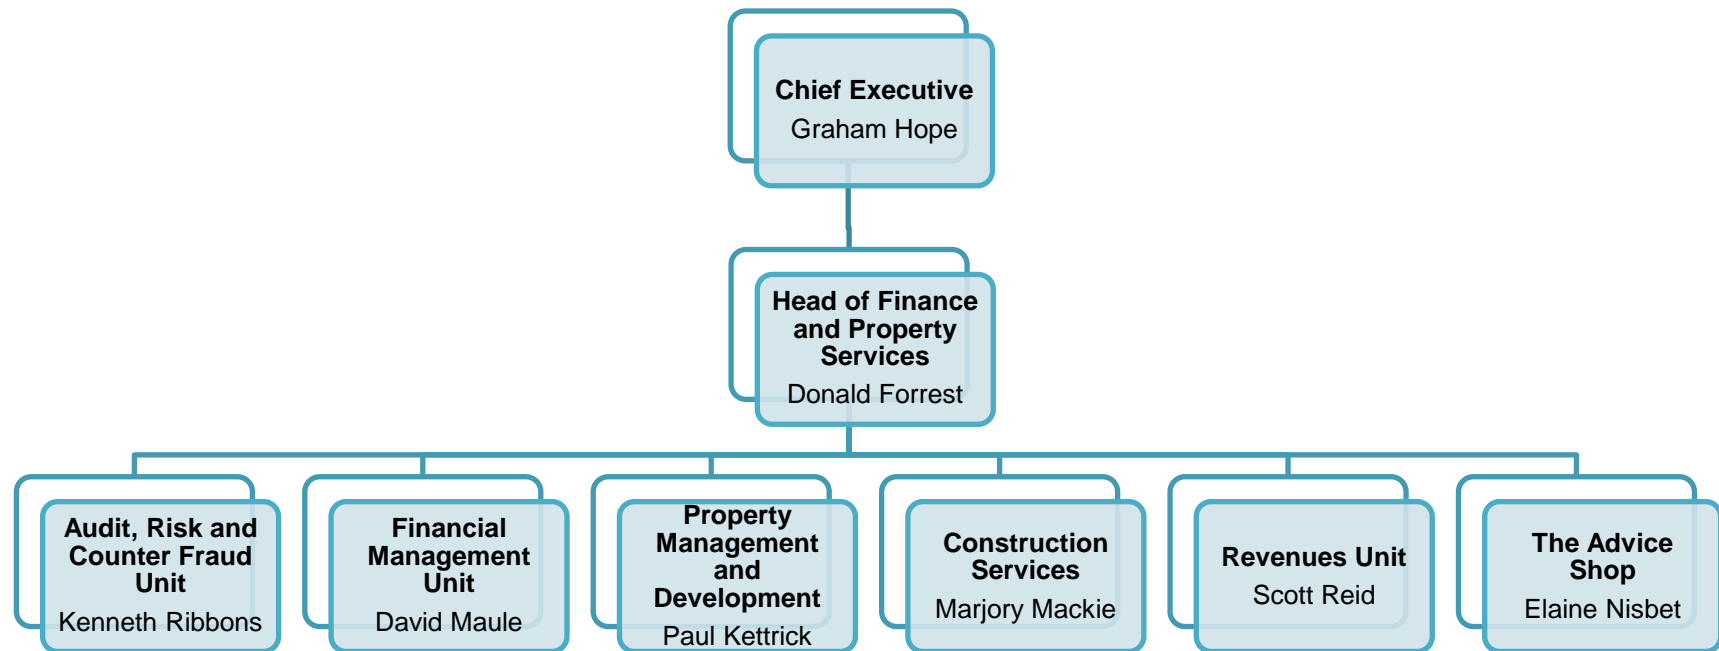 Chief Executive
Graham Hope
Head of Finance
and Property
Services
Donald Forrest
Audit, Risk and
Counter Fraud
Unit
Kenneth Ribbons
Financial
Management
Unit
David Maule
Property
Management
and
Development
Paul Kettrick
Construction
Services
Marjory Mackie
Revenues Unit
Scott Reid
The Advice
Shop
Elaine Nisbet